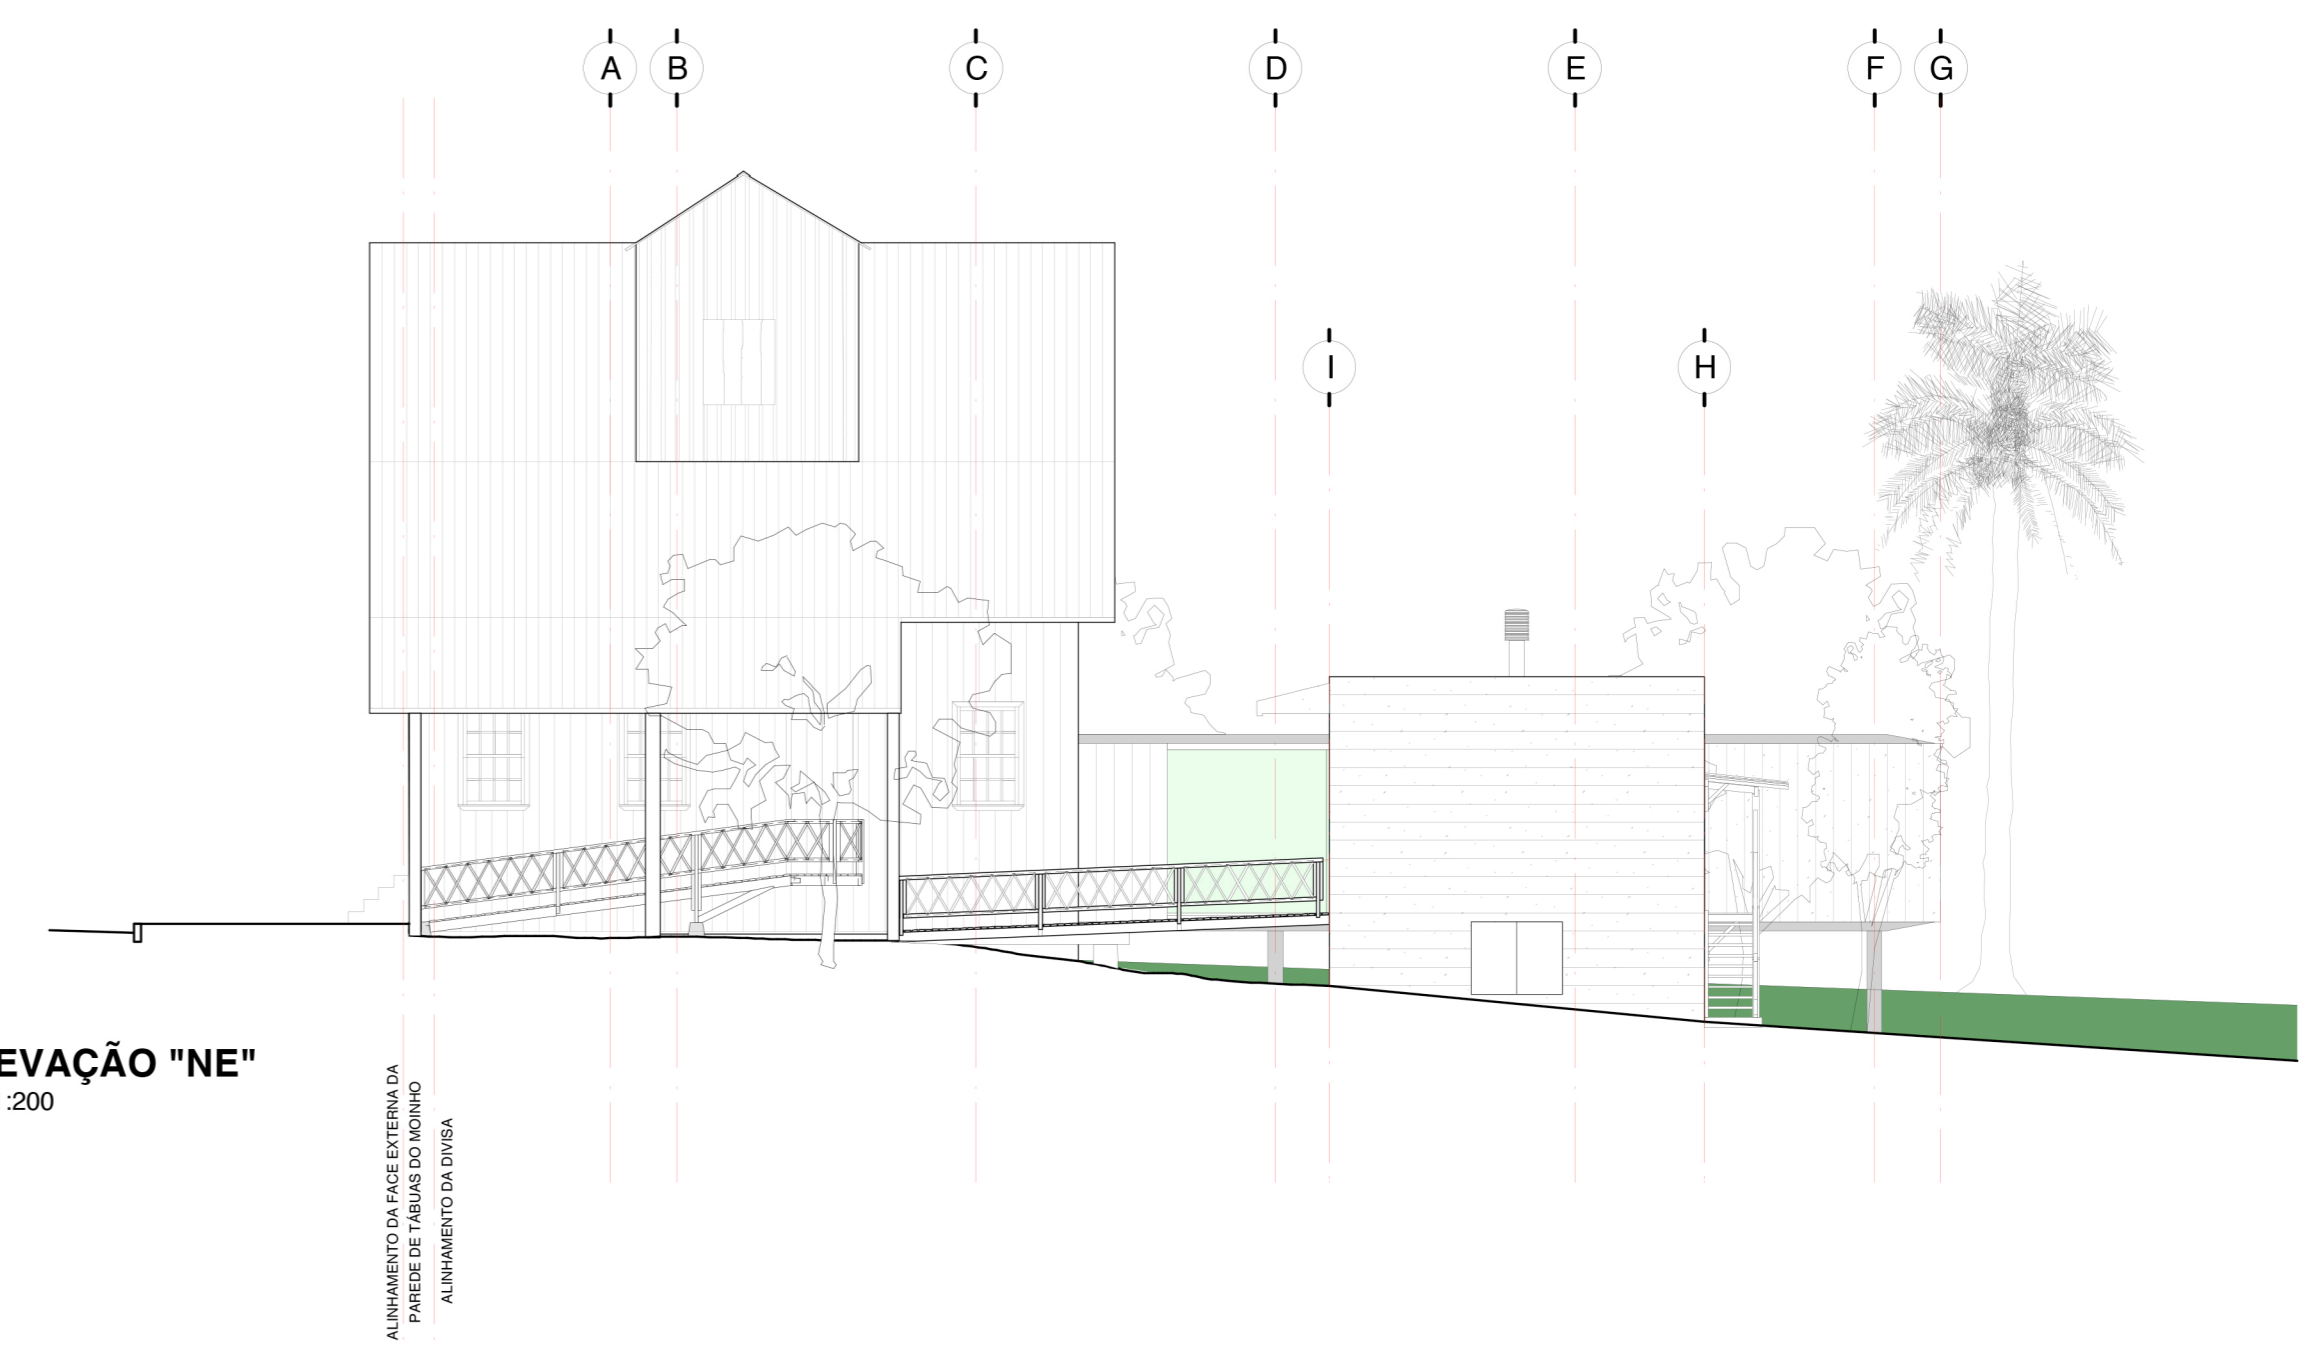 A
B
C
D
E
F
G
I
H
EVAÇÃO "NE"
:200
ALINHAMENTO DA FACE EXTERNA DA
PAREDE DE TÁBUAS DO MOINHO
ALINHAMENTO DA DIVISA